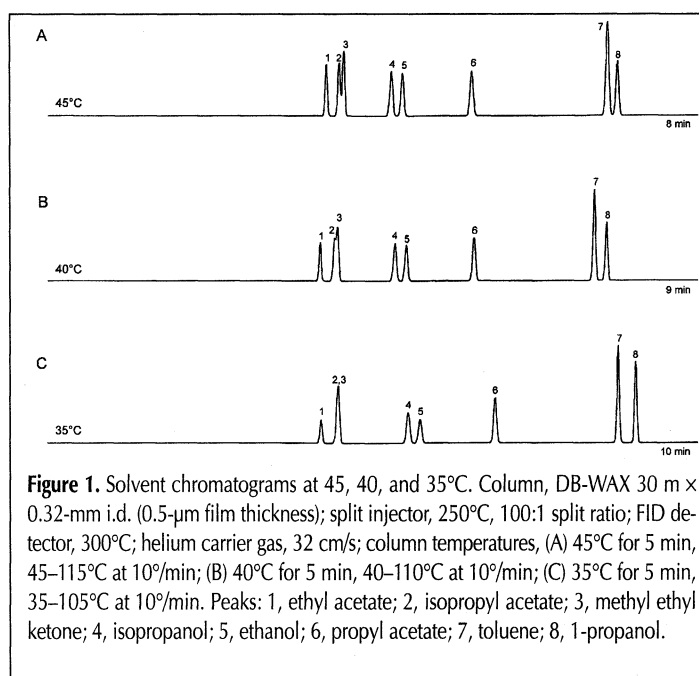 A
1 2 3 4 5 6 7 8
45°C
8 min
B
1 2 3 4 5 6 7 8
40°C
9 min
C
1 2,3 4 5 6 7 8
35°C
10 min
Figure 1. Solvent chromatograms at 45, 40, and 35°C. Column, DB-WAX 30 m ×
0.32-mm i.d. (0.5-µm film thickness); split injector, 250°C, 100:1 split ratio; FID de-
tector, 300°C; helium carrier gas, 32 cm/s; column temperatures, (A) 45°C for 5 min,
45–115°C at 10°/min; (B) 40°C for 5 min, 40–110°C at 10°/min; (C) 35°C for 5 min,
35–105°C at 10°/min. Peaks: 1, ethyl acetate; 2, isopropyl acetate; 3, methyl ethyl
ketone; 4, isopropanol; 5, ethanol; 6, propyl acetate; 7, toluene; 8, 1-propanol.